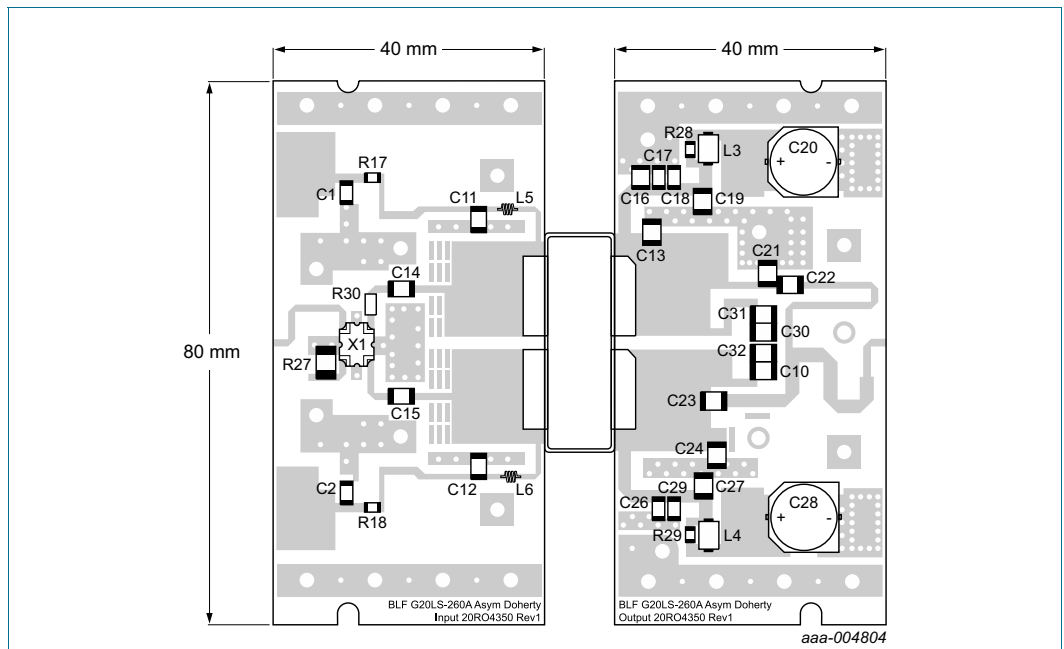 40 mm
40 mm
80 mm
R28
C17
L3
C20
+
-
R17
C16
C18
C19
C1
C11
L5
C13
C14
C21
C22
R30
C31
C30
X1
C32
R27
C10
C15
C23
C24
C12
L6
C2
R18
C26
C29
C27
C28
+
-
R29
L4
BLF G20LS-260A Asym Doherty
Input 20RO4350 Rev1
BLF G20LS-260A Asym Doherty
Output 20RO4350 Rev1
aaa-004804